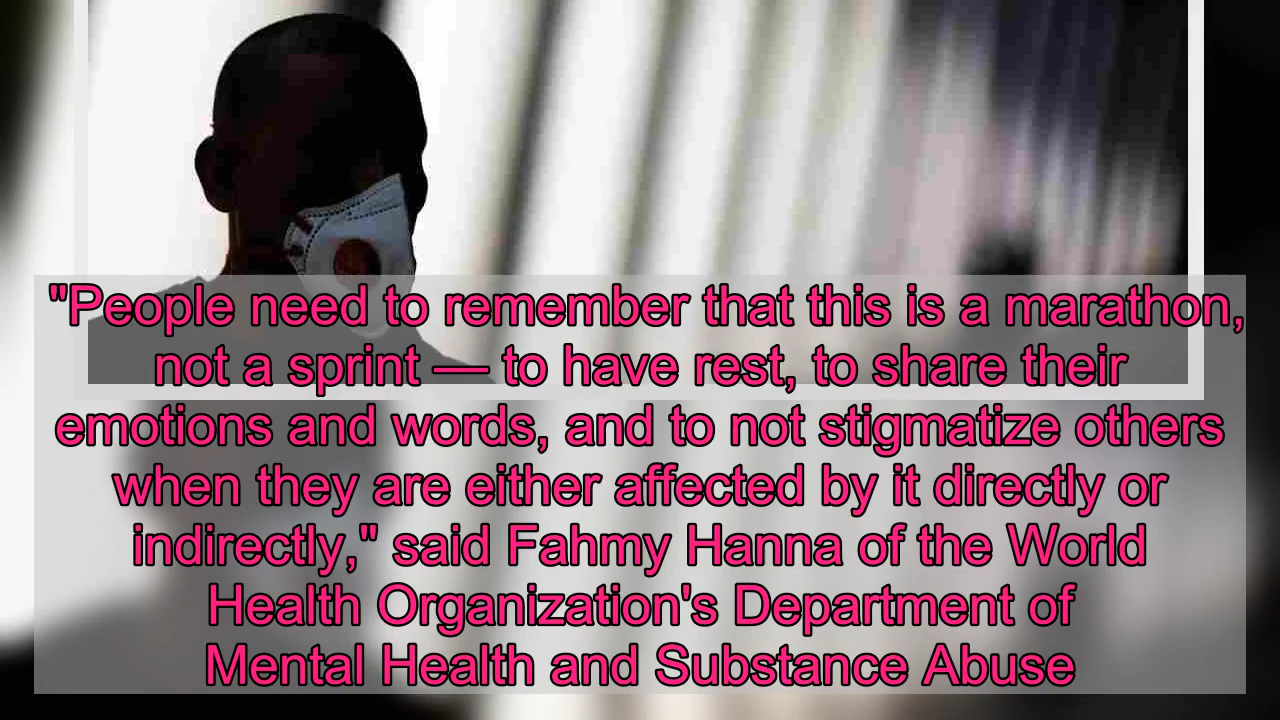 "People need to remember that this is a marathon,
not a sprint — to have rest, to share their
emotions and words, and to not stigmatize others
when they are either affected by it directly or
indirectly," said Fahmy Hanna of the World
Health Organization's Department of
Mental Health and Substance Abuse